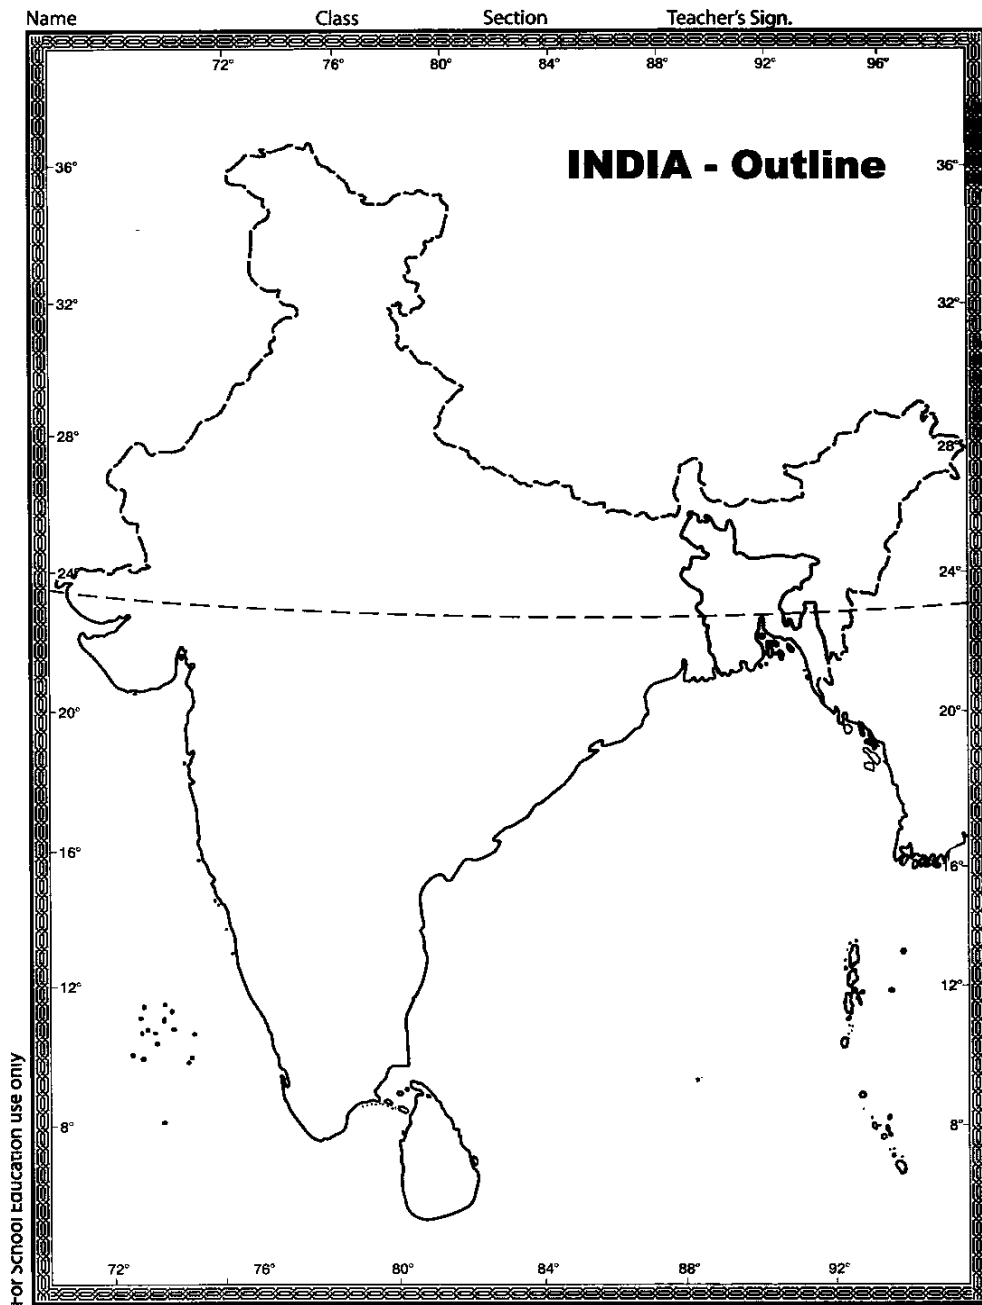 Name Class Section Teacher's Sign.
72° 76° 80° 84° 88° 92° 96°
INDIA - Outline
36° 36°
32° 32°
28° 28°
24° 24°
20° 20°
16° 16°
12° 12°
8° 8°
72° 76° 80° 84° 88° 92°
For School Education use only